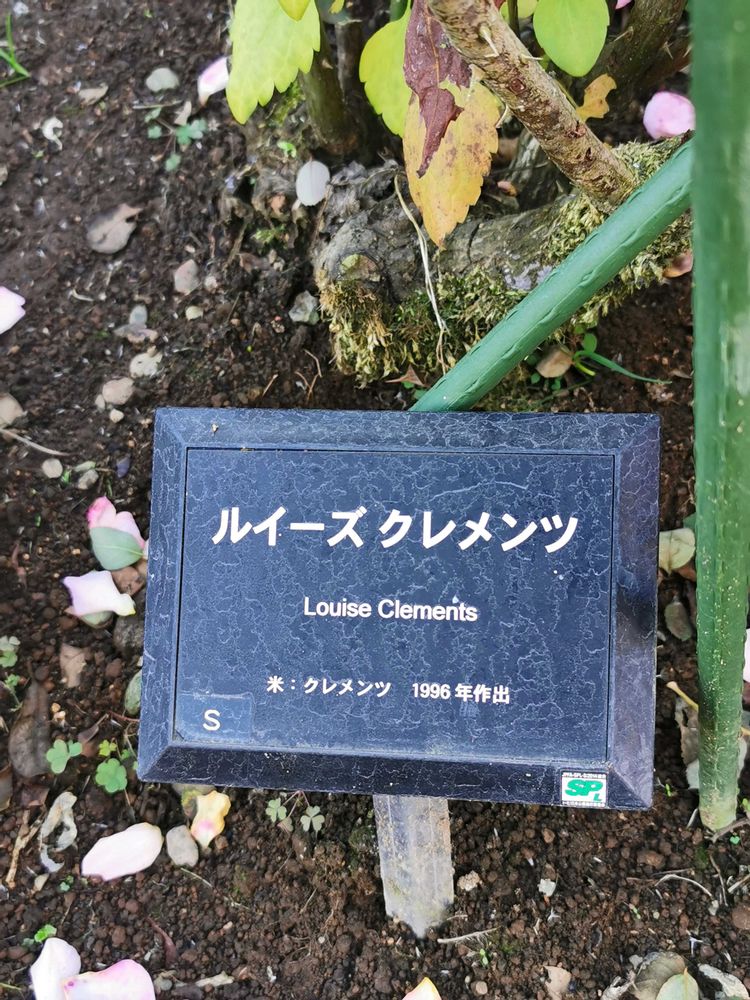 ルイーズ クレメンツ
Louise Clements
米：クレメンツ　1996 年作出
S
SPL